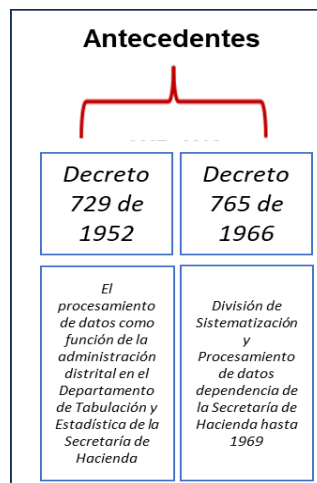 Antecedentes
Decreto
729 de
1952
Decreto
765 de
1966
El
procesamiento
de datos como
función de la
administración
distrital en el
Departamento
de Tabulación y
Estadística de la
Secretaría de
Hacienda
División de
Sistematización
y
Procesamiento
de datos
dependencia de
la Secretaría de
Hacienda hasta
1969